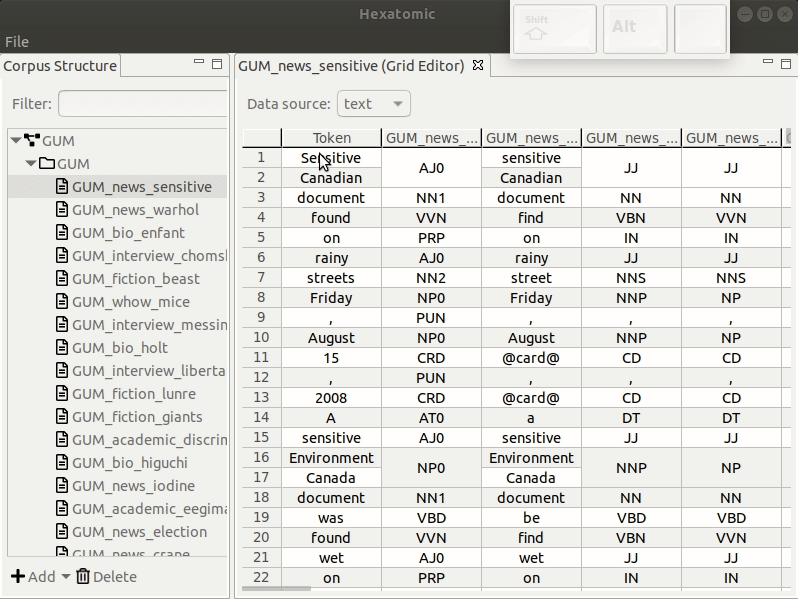 Hexatomic
Shift
Alt
File
Corpus Structure
GUM_news_sensitive (Grid Editor)
Filter:
Data source: text
GUM
GUM
GUM_news_sensitive
GUM_news_warhol
GUM_bio_enfant
GUM_interview_choms
GUM_fiction_beast
GUM_whow_mice
GUM_interview_messin
GUM_bio_holt
GUM_interview_liberta
GUM_fiction_lunre
GUM_fiction_giants
GUM_academic_discrin
GUM_bio_higuchi
GUM_news_iodine
GUM_academic_eegima
GUM_news_election
GUM_news_crane
Add Delete
Token GUM_news_... GUM_news_... GUM_news_... GUM_news_...
1 Sensitive AJ0 sensitive JJ JJ
2 Canadian Canadian
3 document NN1 document NN NN
4 found VVN find VBN VVN
5 on PRP on IN IN
6 rainy AJ0 rainy JJ JJ
7 streets NN2 street NNS NNS
8 Friday NP0 Friday NNP NP
9 , PUN , , ,
10 August NP0 August NNP NP
11 15 CRD @card@ CD CD
12 , PUN , , ,
13 2008 CRD @card@ CD CD
14 A AT0 a DT DT
15 sensitive AJ0 sensitive JJ JJ
16 Environment NP0 Environment NNP NP
17 Canada Canada
18 document NN1 document NN NN
19 was VBD be VBD VBD
20 found VVN find VBN VVN
21 wet AJ0 wet JJ JJ
22 on PRP on IN IN